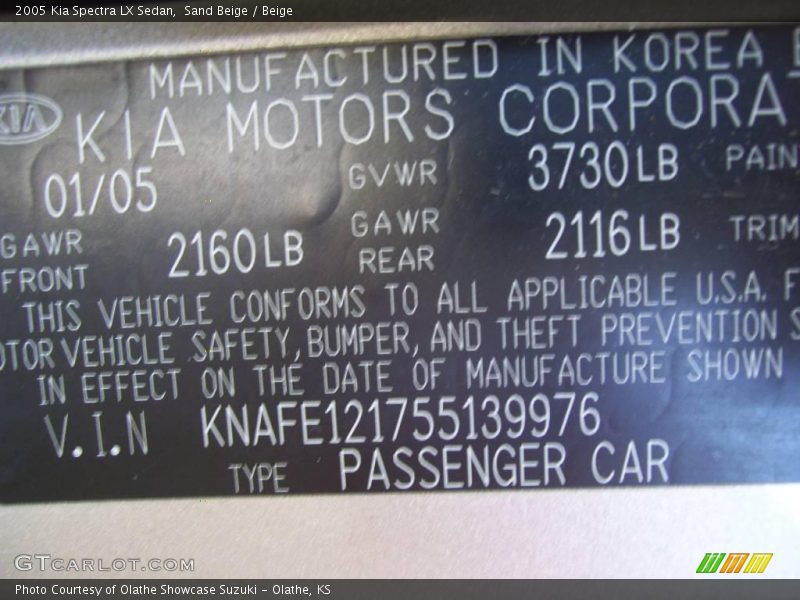 2005 Kia Spectra LX Sedan, Sand Beige / Beige
MANUFACTURED IN KOREA
KIA
KIA MOTORS CORPORA
01/05 GVWR 3730LB PAIN
GAWR FRONT 2160LB GAWR REAR 2116LB TRIM
THIS VEHICLE CONFORMS TO ALL APPLICABLE U.S.A. F
OTOR VEHICLE SAFETY, BUMPER, AND THEFT PREVENTION S
IN EFFECT ON THE DATE OF MANUFACTURE SHOWN
V.I.N KNAFE121755139976
TYPE PASSENGER CAR
GTCARLOT.COM
Photo Courtesy of Olathe Showcase Suzuki - Olathe, KS